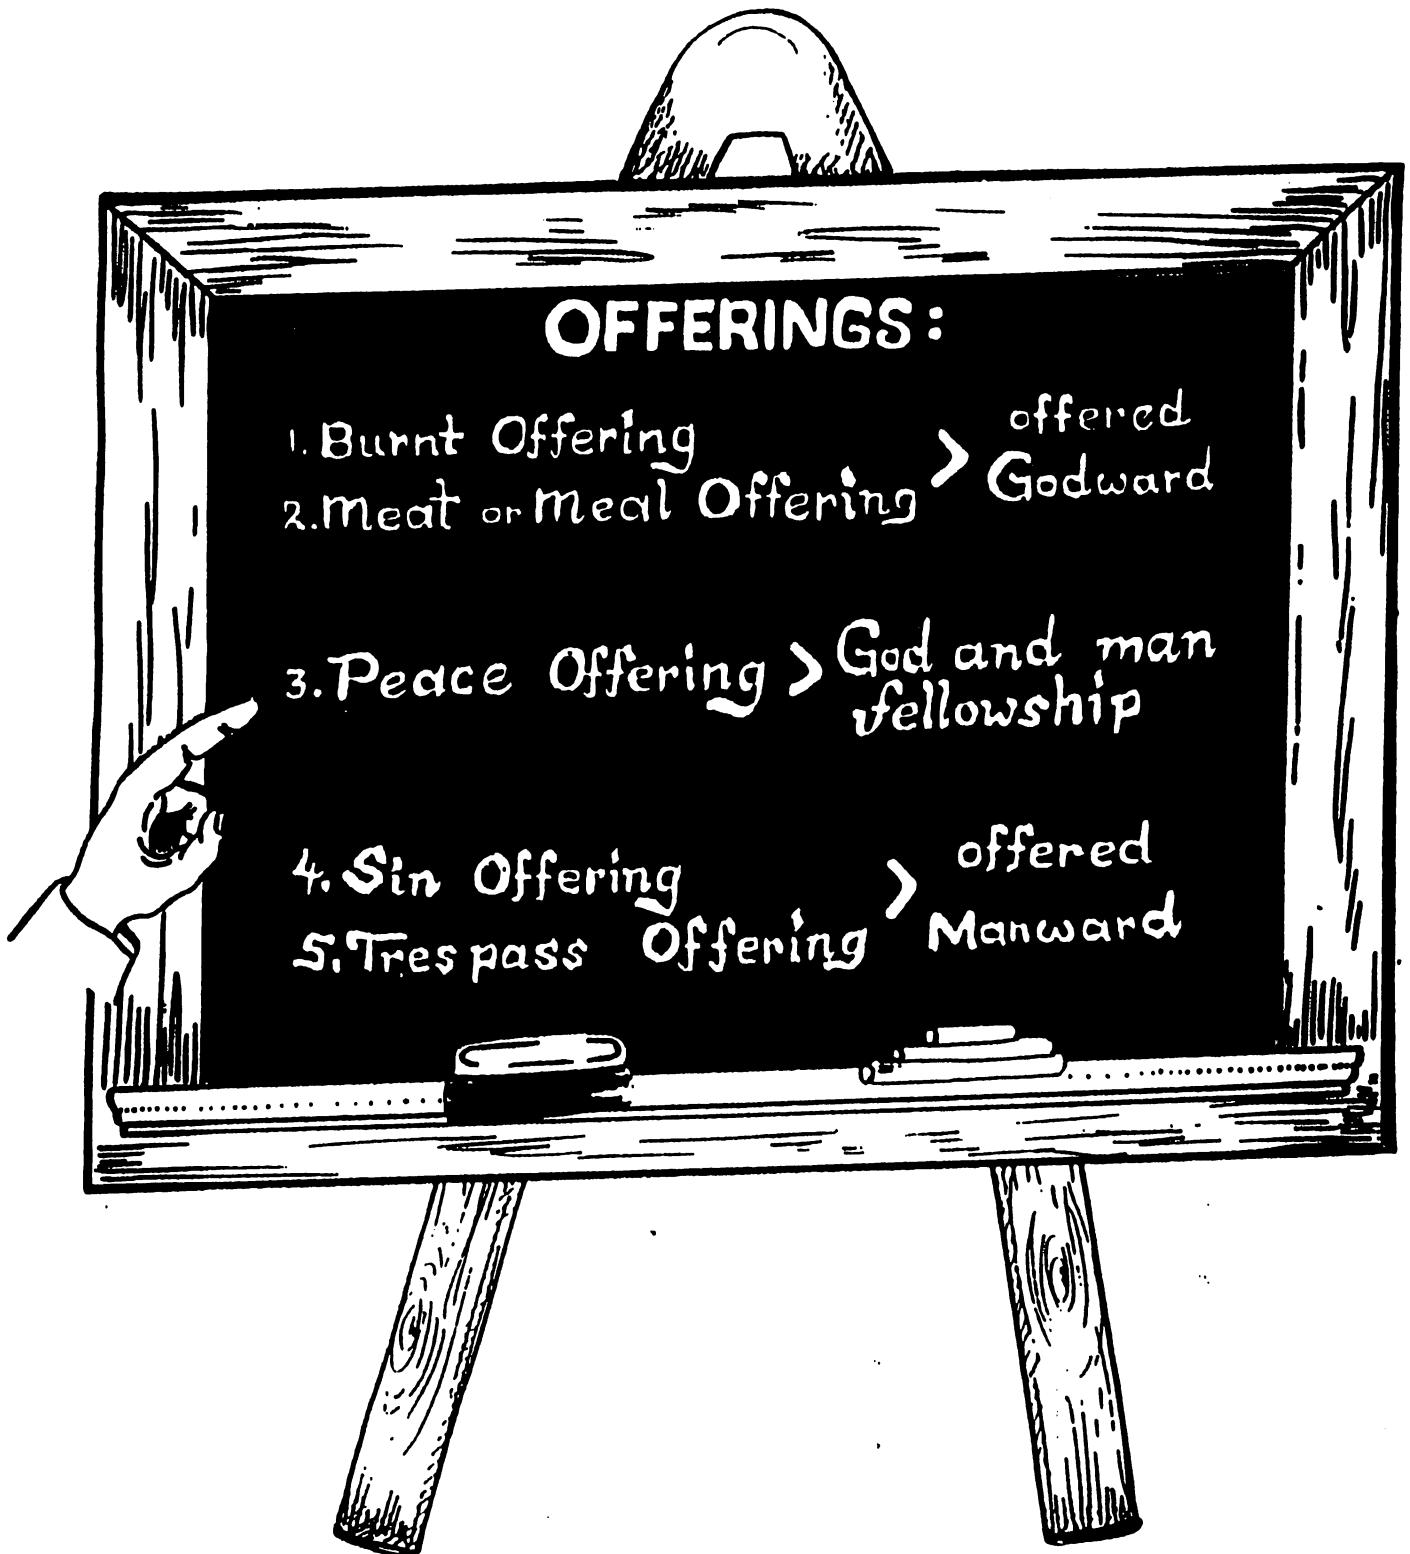 OFFERINGS:
1. Burnt Offering
2. Meat or Meal Offering
> offered
Godward
3. Peace Offering > God and man
fellowship
4. Sin Offering
5. Trespass Offering
> offered
Manward